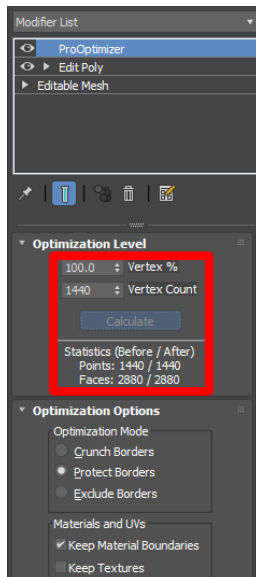 Modifier List
ProOptimizer
Edit Poly
Editable Mesh
Optimization Level
100.0 Vertex %
1440 Vertex Count
Calculate
Statistics (Before / After)
Points: 1440 / 1440
Faces: 2880 / 2880
Optimization Options
Optimization Mode
Crunch Borders
Protect Borders
Exclude Borders
Materials and UVs
Keep Material Boundaries
Keep Textures